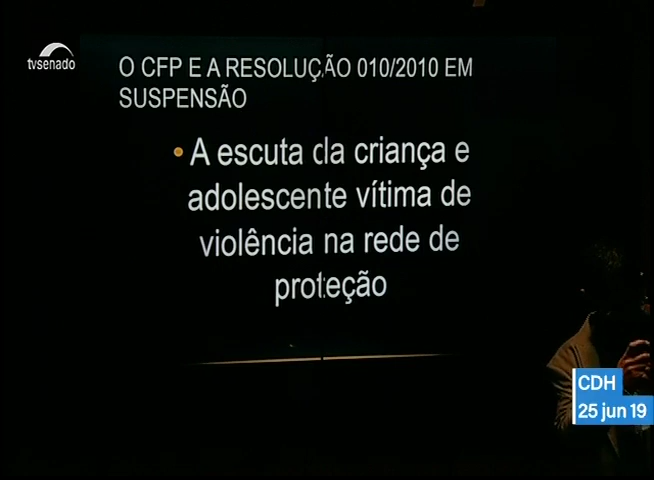 tvsenado
O CFP E A RESOLUÇÃO 010/2010 EM
SUSPENSÃO
• A escuta da criança e
adolescente vítima de
violência na rede de
proteção
CDH
25 jun 19